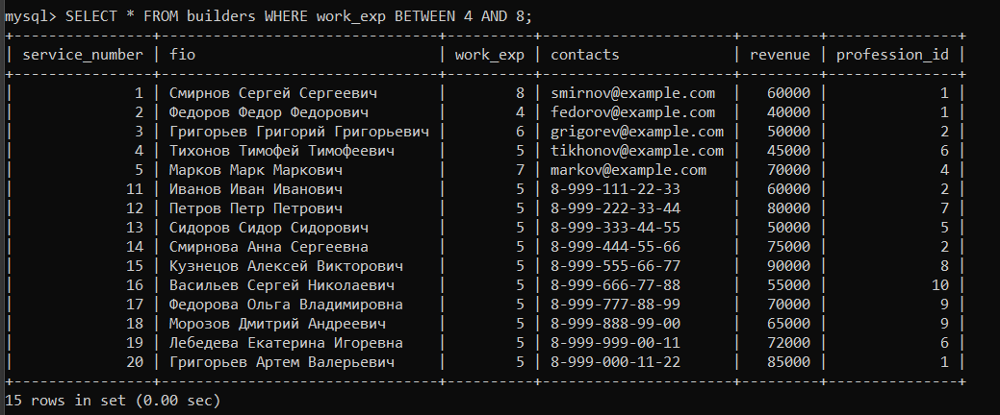 mysql> SELECT * FROM builders WHERE work_exp BETWEEN 4 AND 8;
+----------------+------------------------------+----------+--------------------+---------+---------------+
| service_number | fio                          | work_exp | contacts           | revenue | profession_id |
+----------------+------------------------------+----------+--------------------+---------+---------------+
|              1 | Смирнов Сергей Сергеевич     |        8 | smirnov@example.com  |   60000 |             1 |
|              2 | Федоров Федор Федорович      |        4 | fedorov@example.com  |   40000 |             1 |
|              3 | Григорьев Григорий Григорьевич |        6 | grigorev@example.com |   50000 |             2 |
|              4 | Тихонов Тимофей Тимофеевич   |        5 | tikhonov@example.com |   45000 |             6 |
|              5 | Марков Марк Маркович         |        7 | markov@example.com   |   70000 |             4 |
|             11 | Иванов Иван Иванович         |        5 | 8-999-111-22-33      |   60000 |             2 |
|             12 | Петров Петр Петрович         |        5 | 8-999-222-33-44      |   80000 |             7 |
|             13 | Сидоров Сидор Сидорович      |        5 | 8-999-333-44-55      |   50000 |             5 |
|             14 | Смирнова Анна Сергеевна      |        5 | 8-999-444-55-66      |   75000 |             2 |
|             15 | Кузнецов Алексей Викторович  |        5 | 8-999-555-66-77      |   90000 |             8 |
|             16 | Васильев Сергей Николаевич   |        5 | 8-999-666-77-88      |   55000 |            10 |
|             17 | Федорова Ольга Владимировна  |        5 | 8-999-777-88-99      |   70000 |             9 |
|             18 | Морозов Дмитрий Андреевич    |        5 | 8-999-888-99-00      |   65000 |             9 |
|             19 | Лебедева Екатерина Игоревна  |        5 | 8-999-999-00-11      |   72000 |             6 |
|             20 | Григорьев Артем Валерьевич   |        5 | 8-999-000-11-22      |   85000 |             1 |
+----------------+------------------------------+----------+--------------------+---------+---------------+
15 rows in set (0.00 sec)